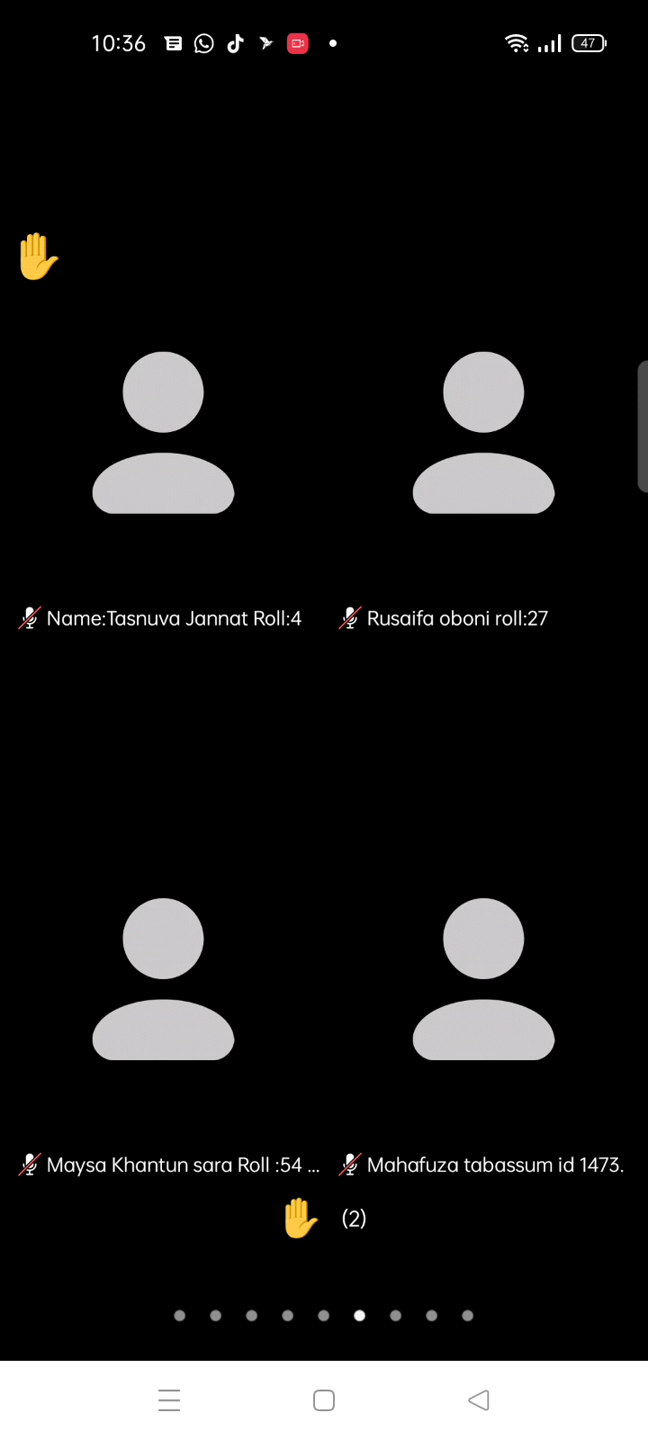 10:36
47
Name:Tasnuva Jannat Roll:4
Rusaifa oboni roll:27
Maysa Khantun sara Roll :54 ...
Mahafuza tabassum id 1473.
(2)